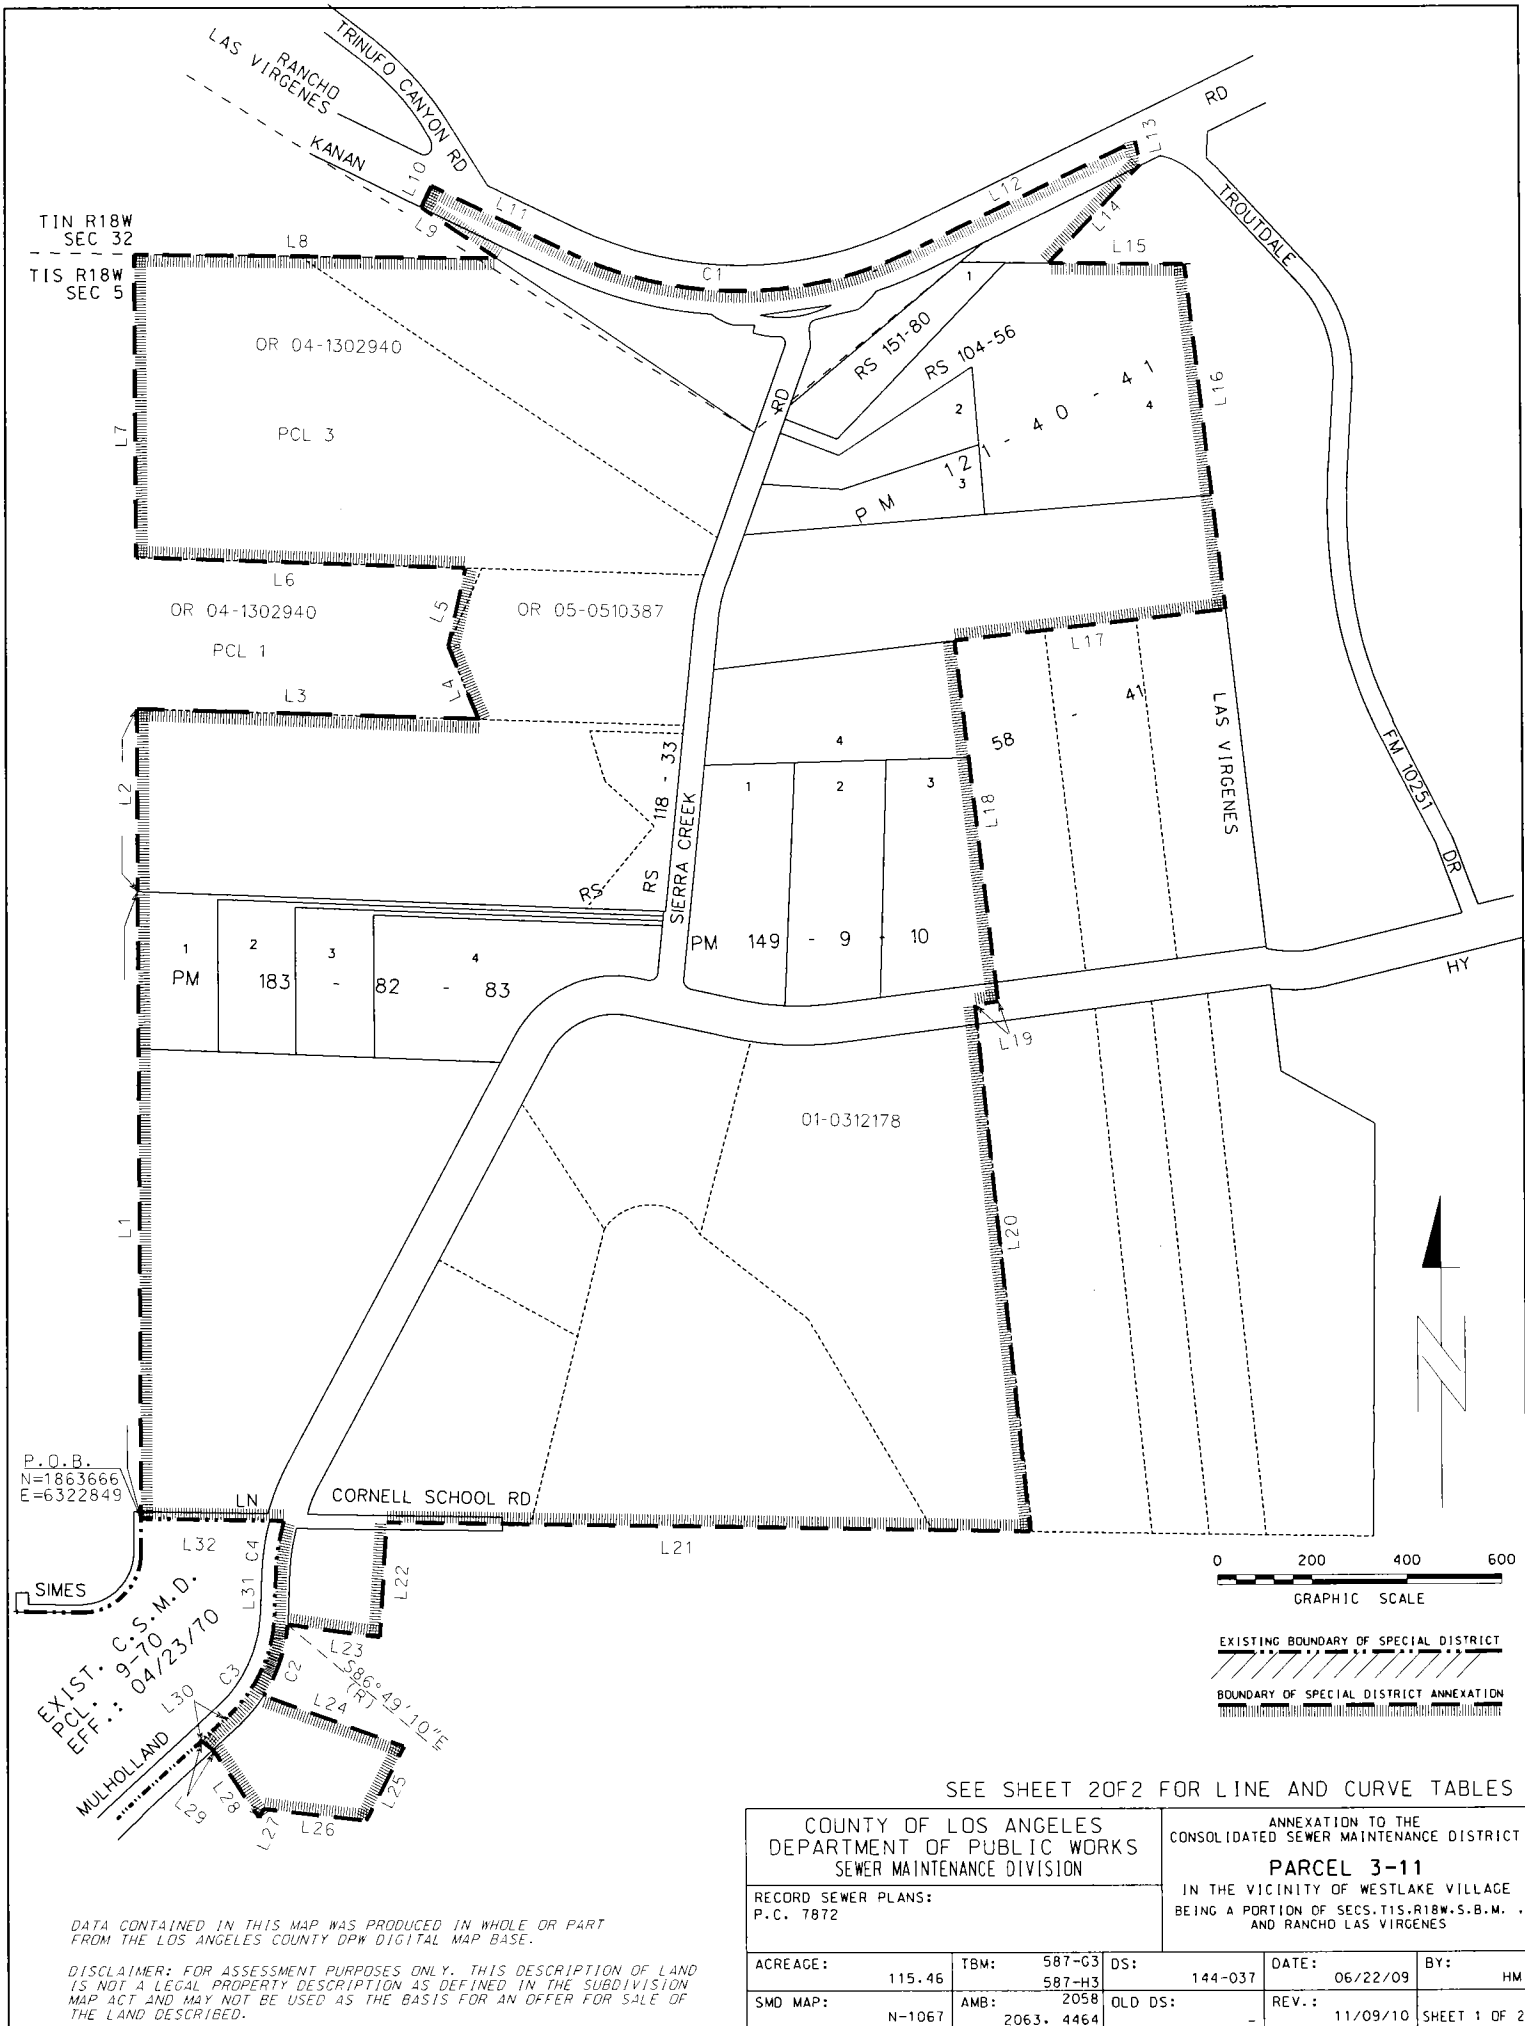 TRINUFO CANYON RD
RANCHO
LAS VIRGENES
KANAN
RD
L10
L11
L12
L13
L9
L14
L15
TROUTDALE
TIN R18W
SEC 32
TIS R18W
SEC 5
L8
C1
1
RS 151-80
RS 104-56
OR 04-1302940
L7
PCL 3
RD
2
PM 121-40-41
4
3
L16
L6
OR 04-1302940
L5
OR 05-0510387
PCL 1
L4
L3
L17
41
-
58
LAS VIRGENES
FM 10251
DR
L2
RS 118 - 33
RS
SIERRA CREEK
4
1
2
3
L18
PM 149 - 9 - 10
1
2
3
4
PM 183 - 82 - 83
HY
L19
01-0312178
L1
L20
N
P.O.B.
N=1863666
E=6322849
LN
CORNELL SCHOOL RD
L32
L21
SIMES
L31
C4
L22
EXIST. C.S.M.D.
PCL. 9-70
EFF.: 04/23/70
L23
C3
C2
S86°49'10"E
(R)
L30
L24
MULHOLLAND
L29
L28
L27
L26
L25
0 200 400 600
GRAPHIC SCALE
EXISTING BOUNDARY OF SPECIAL DISTRICT
BOUNDARY OF SPECIAL DISTRICT ANNEXATION
SEE SHEET 2OF2 FOR LINE AND CURVE TABLES
COUNTY OF LOS ANGELES
DEPARTMENT OF PUBLIC WORKS
SEWER MAINTENANCE DIVISION
ANNEXATION TO THE
CONSOLIDATED SEWER MAINTENANCE DISTRICT
PARCEL 3-11
IN THE VICINITY OF WESTLAKE VILLAGE
BEING A PORTION OF SECS.T1S.R18W.S.B.M. .
AND RANCHO LAS VIRGENES
RECORD SEWER PLANS:
P.C. 7872
ACREAGE: 115.46
TBM: 587-G3
587-H3
DS: 144-037
DATE: 06/22/09
BY: HM
SMD MAP: N-1067
AMB: 2058
2063. 4464
OLD DS: -
REV.: 11/09/10
SHEET 1 OF 2
DATA CONTAINED IN THIS MAP WAS PRODUCED IN WHOLE OR PART
FROM THE LOS ANGELES COUNTY DPW DIGITAL MAP BASE.
DISCLAIMER: FOR ASSESSMENT PURPOSES ONLY. THIS DESCRIPTION OF LAND
IS NOT A LEGAL PROPERTY DESCRIPTION AS DEFINED IN THE SUBDIVISION
MAP ACT AND MAY NOT BE USED AS THE BASIS FOR AN OFFER FOR SALE OF
THE LAND DESCRIBED.